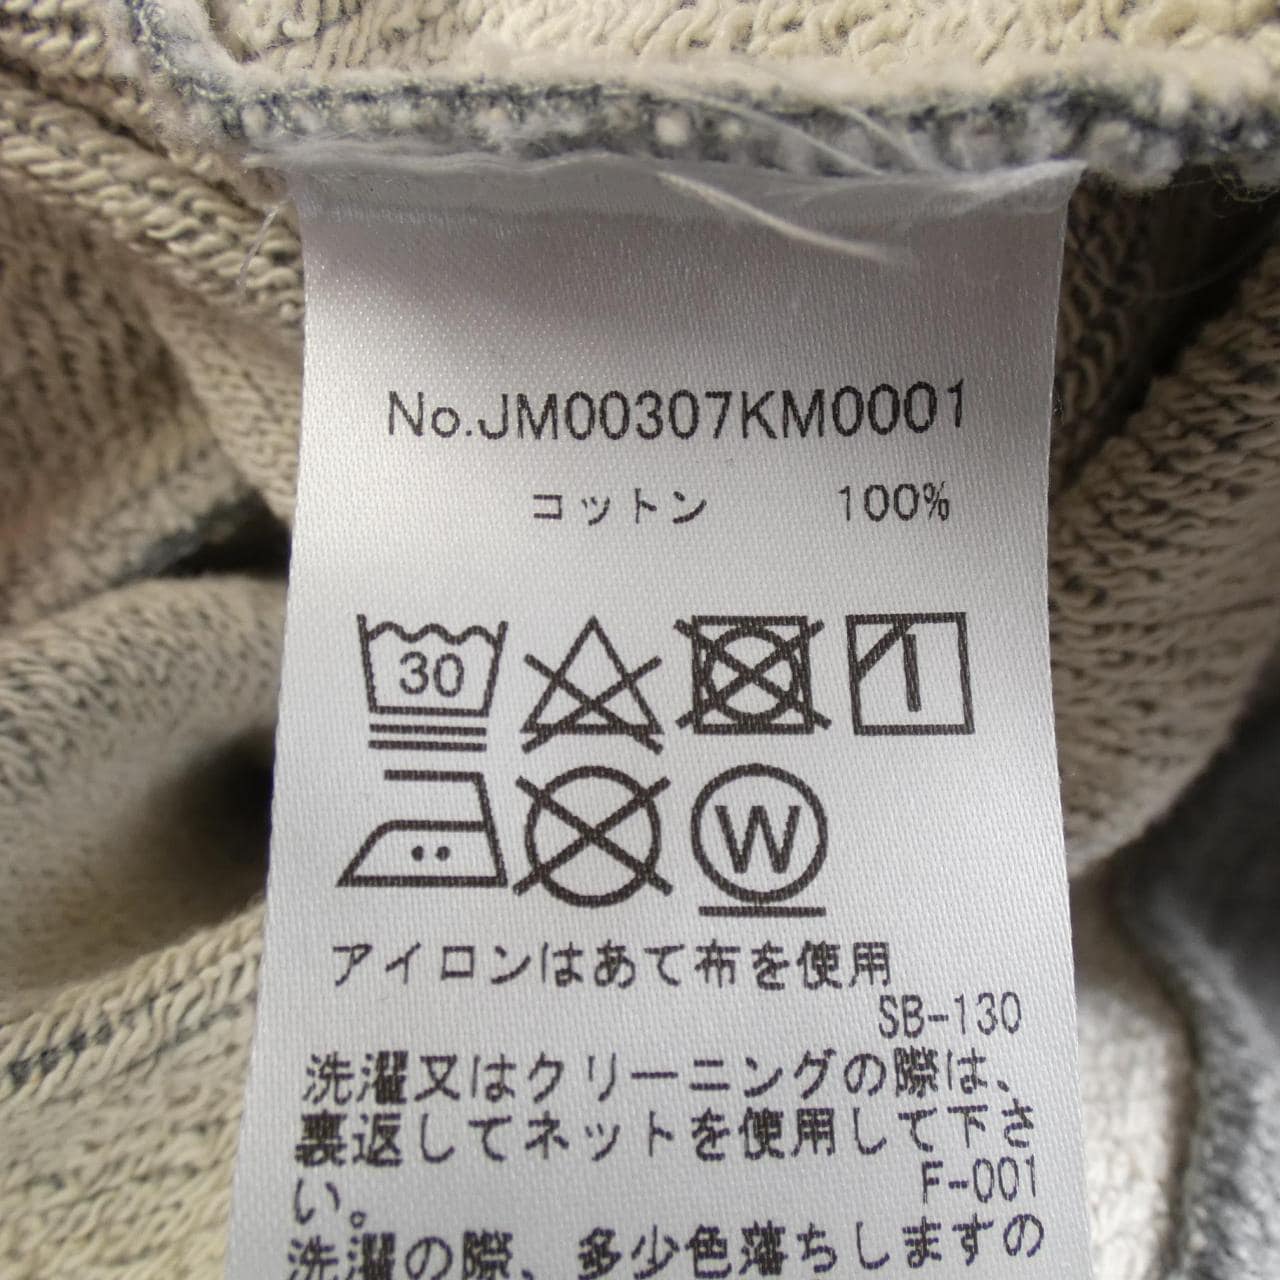 No.JM00307KM0001
コットン 100%
30
W
アイロンはあて布を使用
SB-130
洗濯又はクリーニングの際は、
裏返してネットを使用して下さ
い。
F-001
洗濯の際、多少色落ちしますの